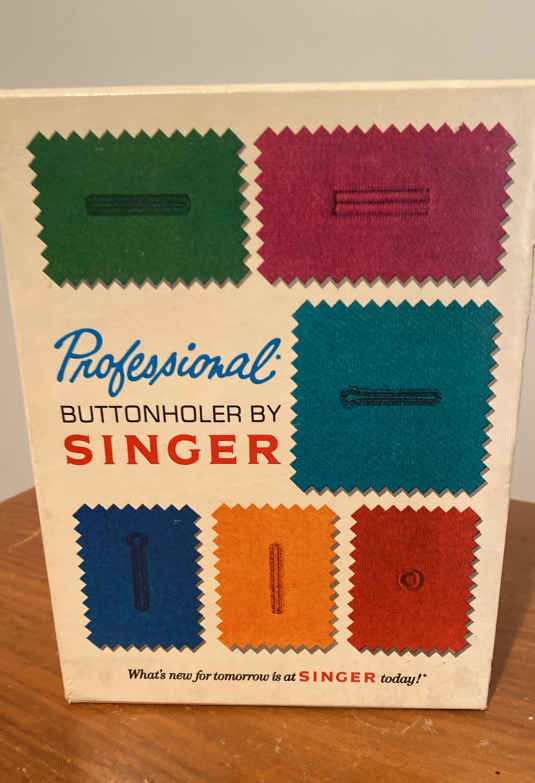 Professional*
BUTTONHOLER BY
SINGER
What's new for tomorrow is at SINGER today!*